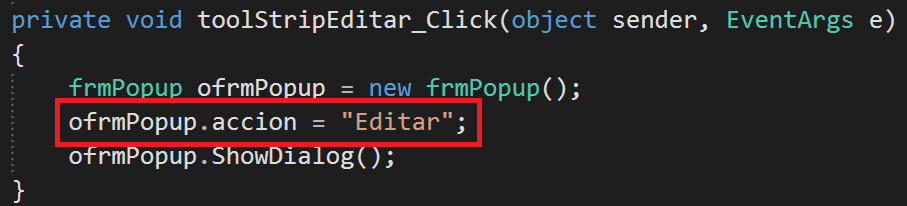 private void toolStripEditar_Click(object sender, EventArgs e)
{
frmPopup ofrmPopup = new frmPopup();
ofrmPopup.accion = "Editar";
ofrmPopup.ShowDialog();
}